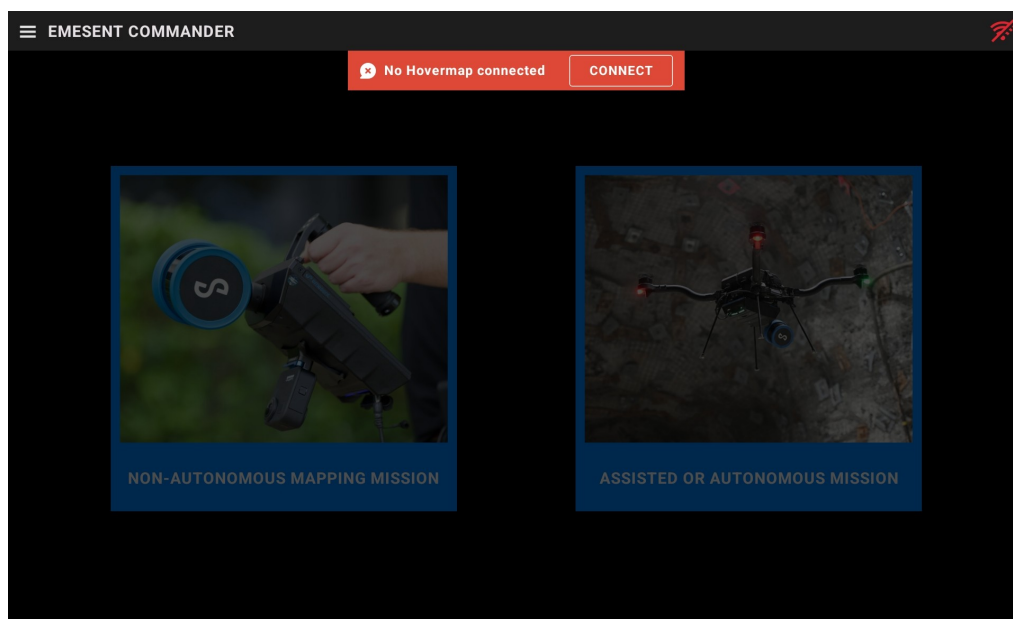 EMESENT COMMANDER
No Hovermap connected CONNECT
NON-AUTONOMOUS MAPPING MISSION
ASSISTED OR AUTONOMOUS MISSION